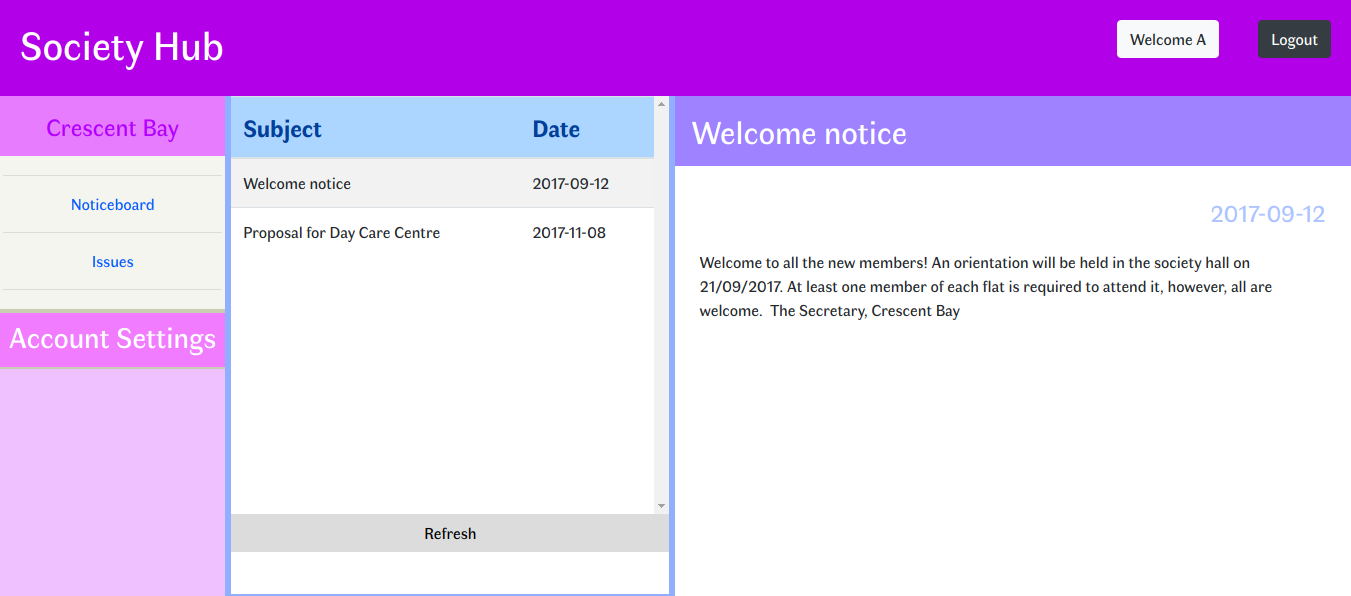 Society Hub
Welcome A
Logout
Crescent Bay
Noticeboard
Issues
Account Settings
Subject Date
Welcome notice 2017-09-12
Proposal for Day Care Centre 2017-11-08
Refresh
Welcome notice
2017-09-12
Welcome to all the new members! An orientation will be held in the society hall on
21/09/2017. At least one member of each flat is required to attend it, however, all are
welcome.  The Secretary, Crescent Bay